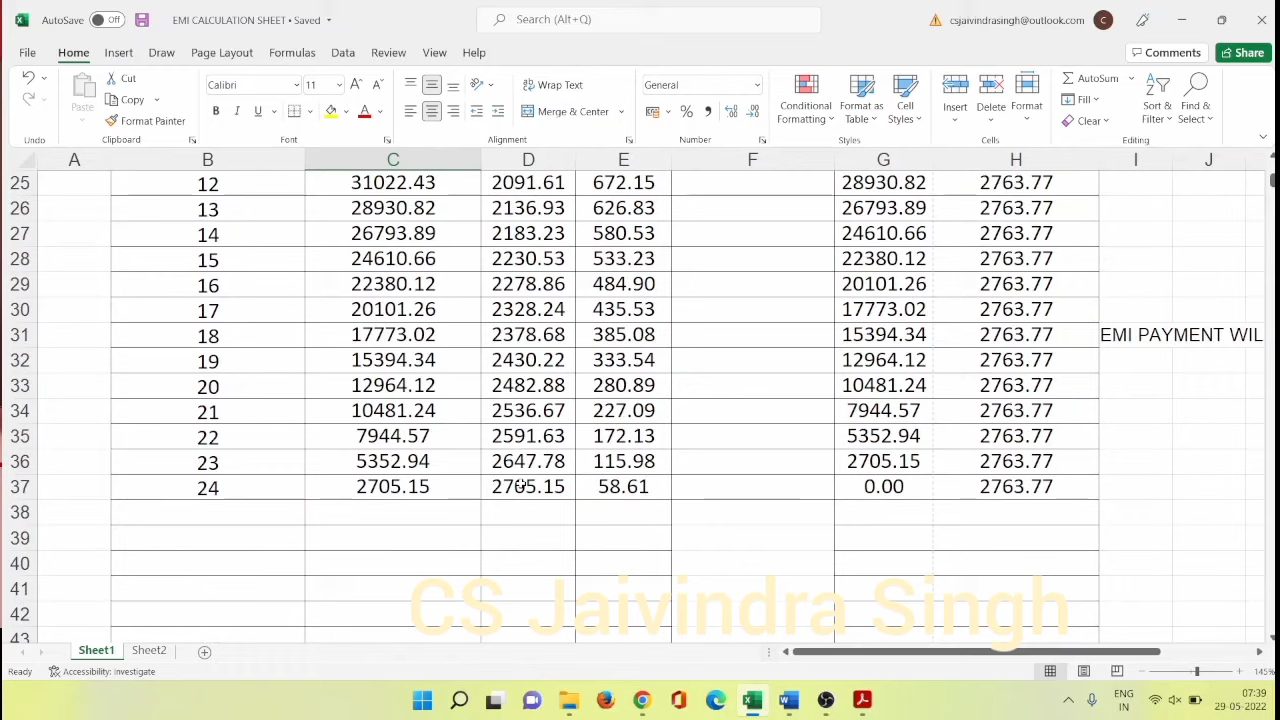 AutoSave Off EMI CALCULATION SHEET • Saved Search (Alt+Q) csjaivindrasingh@outlook.com C
File Home Insert Draw Page Layout Formulas Data Review View Help Comments Share
Cut Calibri 11 Wrap Text General AutoSum
Paste Copy Merge & Center Conditional Formatting Format as Table Cell Styles Insert Delete Format Fill Sort & Filter Find & Select
Format Painter B I U A Clear
Undo Clipboard Font Alignment Number Styles Cells Editing
A B C D E F G H I J
25 12 31022.43 2091.61 672.15 28930.82 2763.77
26 13 28930.82 2136.93 626.83 26793.89 2763.77
27 14 26793.89 2183.23 580.53 24610.66 2763.77
28 15 24610.66 2230.53 533.23 22380.12 2763.77
29 16 22380.12 2278.86 484.90 20101.26 2763.77
30 17 20101.26 2328.24 435.53 17773.02 2763.77
31 18 17773.02 2378.68 385.08 15394.34 2763.77 EMI PAYMENT WIL
32 19 15394.34 2430.22 333.54 12964.12 2763.77
33 20 12964.12 2482.88 280.89 10481.24 2763.77
34 21 10481.24 2536.67 227.09 7944.57 2763.77
35 22 7944.57 2591.63 172.13 5352.94 2763.77
36 23 5352.94 2647.78 115.98 2705.15 2763.77
37 24 2705.15 2705.15 58.61 0.00 2763.77
38
39
40
41
42
43
CS Jaivindra Singh
Sheet1 Sheet2
Ready Accessibility: Investigate 145%
ENG 07:39
IN 29-05-2022